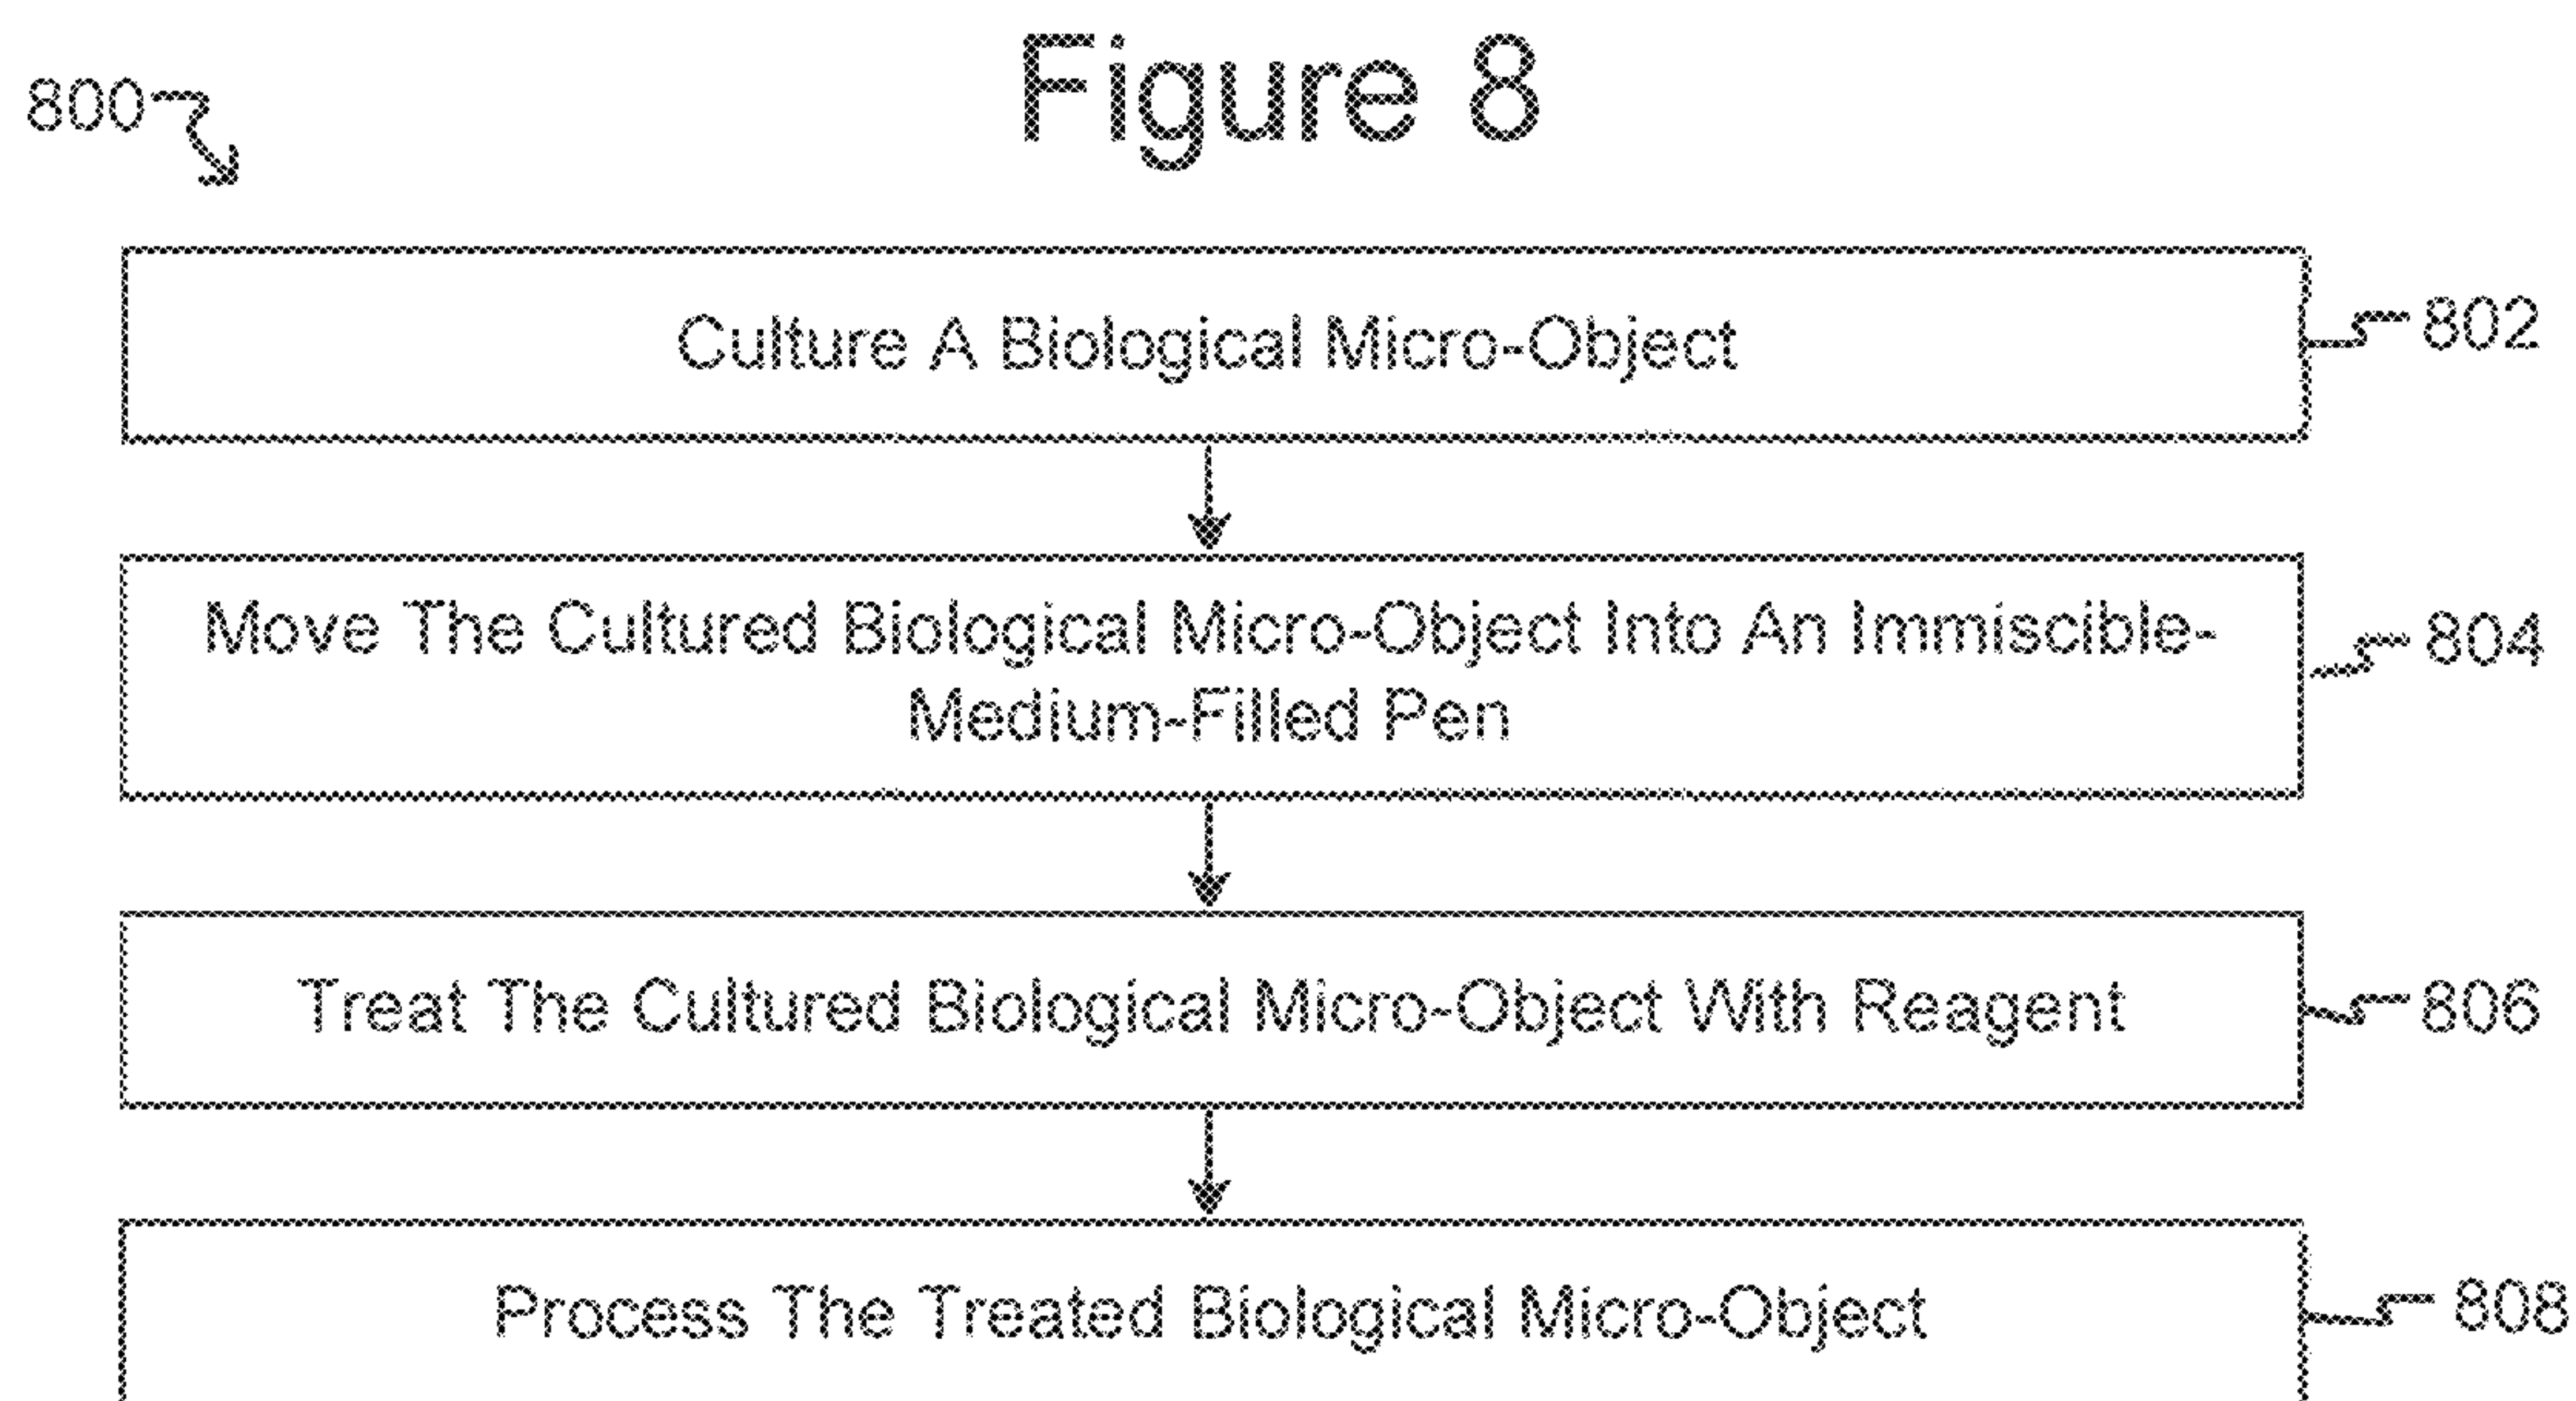 Figure 8
800
Culture A Biological Micro-Object
802
Move The Cultured Biological Micro-Object Into An Immiscible-
Medium-Filled Pen
804
Treat The Cultured Biological Micro-Object With Reagent
806
Process The Treated Biological Micro-Object
808